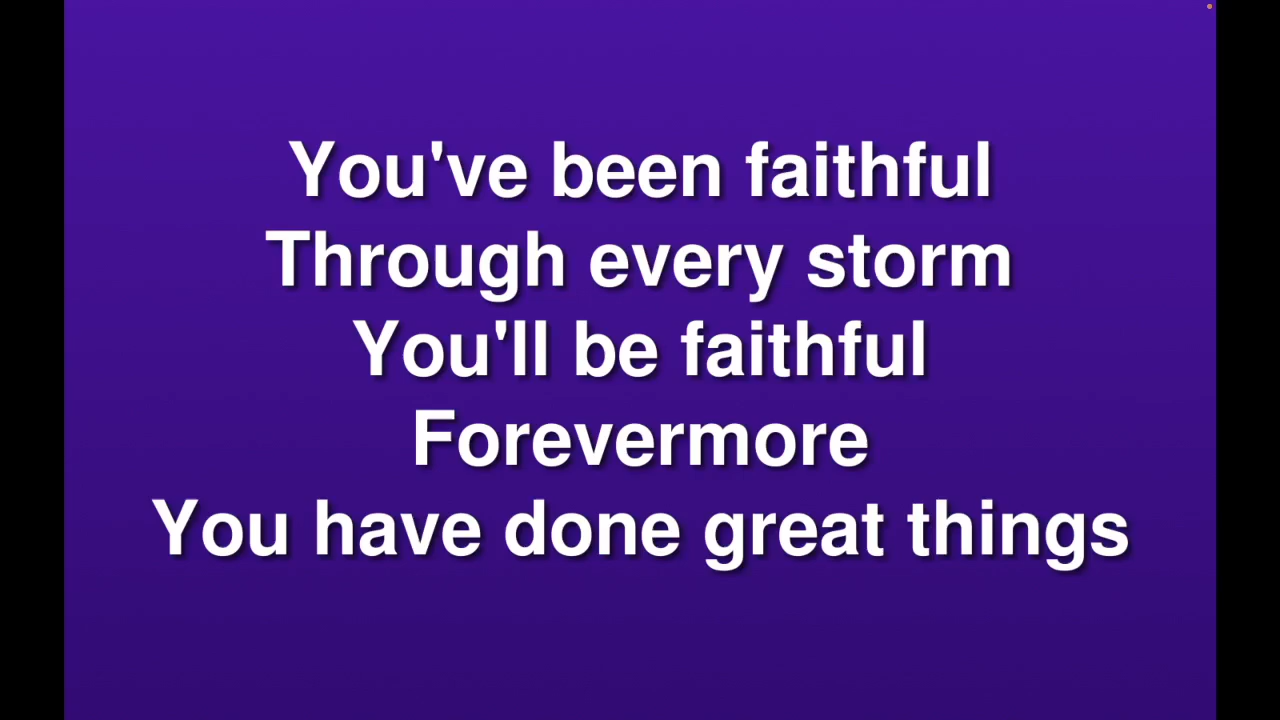 You've been faithful
Through every storm
You'll be faithful
Forevermore
You have done great things